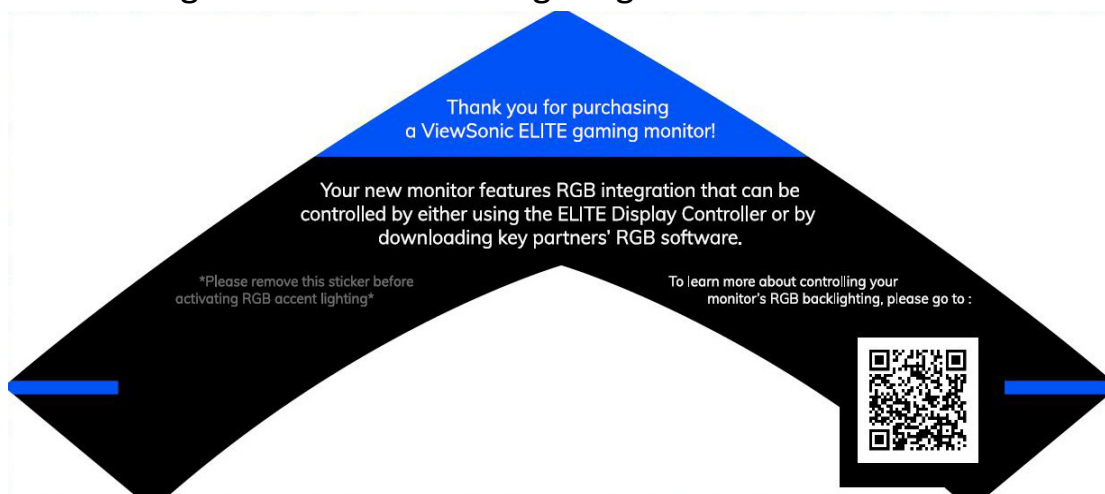 Thank you for purchasing
a ViewSonic ELITE gaming monitor!
Your new monitor features RGB integration that can be
controlled by either using the ELITE Display Controller or by
downloading key partners' RGB software.
*Please remove this sticker before
activating RGB accent lighting*
To learn more about controlling your
monitor's RGB backlighting, please go to :